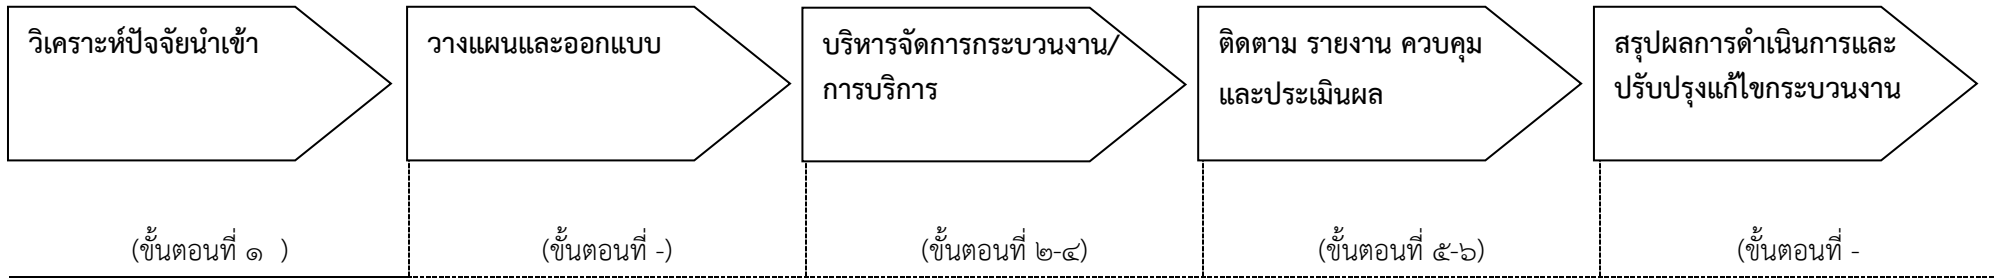 วิเคราะห์ปัจจัยนำเข้า
วางแผนและออกแบบ
บริหารจัดการกระบวนงาน/
การบริการ
ติดตาม รายงาน ควบคุม
และประเมินผล
สรุปผลการดำเนินการและ
ปรับปรุงแก้ไขกระบวนงาน
(ขั้นตอนที่ ๑ )
(ขั้นตอนที่ -)
(ขั้นตอนที่ ๒-๔)
(ขั้นตอนที่ ๕-๖)
(ขั้นตอนที่ -